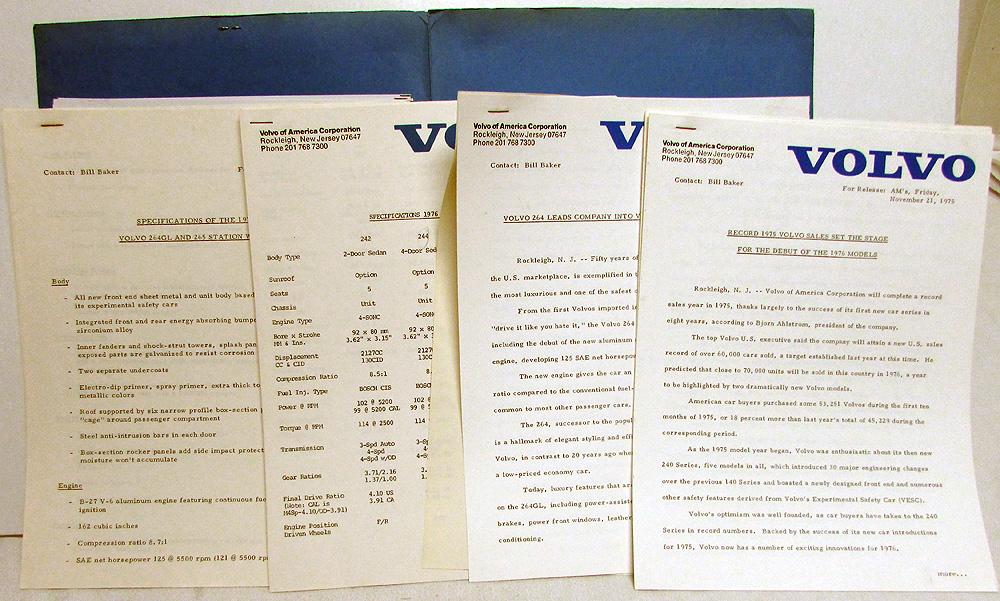 Contact: Bill Baker
F
SPECIFICATIONS OF THE 19
VOLVO 264GL AND 265 STATION W
Body
- All new front end sheet metal and unit body based
its experimental safety cars
- Integrated front and rear energy absorbing bump
zirconium alloy
- Inner fenders and shock-strut towers, splash pan
exposed parts are galvanized to resist corrosion
- Two separate undercoats
- Electro-dip primer, spray primer, extra thick to
metallic colors
- Roof supported by six narrow profile box-section p
"cage" around passenger compartment
- Steel anti-intrusion bars in each door
- Box-section rocker panels add side impact protect
moisture won't accumulate
Engine
- B-27 V-6 aluminum engine featuring continuous fue
ignition
- 162 cubic inches
- Compression ratio 8.7:1
- SAE net horsepower 125 @ 5500 rpm (121 @ 5500 rp
Volvo of America Corporation
Rockleigh, New Jersey 07647
Phone 201 768 7300
VO
SPECIFICATIONS 1976
242 244
Body Type 2-Door Sedan 4-Door Sed
Sunroof Option Option
Seats 5 5
Chassis Unit Unit
Engine Type 4-SOHC 4-SOH
Bore x Stroke 92 x 80 mm 92 x 80
MM & Ins. 3.62" x 3.15" 3.62" x 3
Displacement 2127CC 2127
CC & CID 130CID 130C
Compression Ratio 8.5:1 8.
Fuel Inj. Type BOSCH CIS BOSC
Power @ RPM 102 @ 5200 102 @
99 @ 5200 CAL 99 @ 5
Torque @ RPM 114 @ 2500 114
Transmission 3-Spd Auto 3-Sp
4-Spd 4-
4-Spd w/OD 4-Sp
Gear Ratios 3.71/2.16 3.
1.37/1.00 1.
Final Drive Ratio 4.10 US
(Note: CAL is 3.91 CA
M4Sp-4.10/OD-3.91)
Engine Position F/R
Driven Wheels
Volvo of America Corporation
Rockleigh, New Jersey 07647
Phone 201 768 7300
V
Contact: Bill Baker
VOLVO 264 LEADS COMPANY INTO V
Rockleigh, N. J. -- Fifty years of
the U.S. marketplace, is exemplified in t
the most luxurious and one of the safest c
From the first Volvos imported i
"drive it like you hate it," the Volvo 264
including the debut of the new aluminum
engine, developing 125 SAE net horsepow
The new engine gives the car an
ratio compared to the conventional fuel-
common to most other passenger cars.
The 264, successor to the popul
is a hallmark of elegant styling and eff
Volvo, in contrast to 20 years ago whe
a low-priced economy car.
Today, luxury features that ar
on the 264GL, including power-assist
brakes, power front windows, leather
conditioning.
Volvo of America Corporation
Rockleigh, New Jersey 07647
Phone 201 768 7300
VOLVO
Contact: Bill Baker
For Release: AM's, Friday,
November 21, 1975
RECORD 1975 VOLVO SALES SET THE STAGE
FOR THE DEBUT OF THE 1976 MODELS
Rockleigh, N. J. -- Volvo of America Corporation will complete a record
sales year in 1975, thanks largely to the success of its first new car series in
eight years, according to Bjorn Ahlstrom, president of the company.
The top Volvo U.S. executive said the company will attain a new U.S. sales
record of over 60,000 cars sold, a target established last year at this time. He
predicted that close to 70,000 units will be sold in this country in 1976, a year
to be highlighted by two dramatically new Volvo models.
American car buyers purchased some 53,251 Volvos during the first ten
months of 1975, or 18 percent more than last year's total of 45,229 during the
corresponding period.
As the 1975 model year began, Volvo was enthusiastic about its then new
240 Series, five models in all, which introduced 30 major engineering changes
over the previous 140 Series and boasted a newly designed front end and numerous
other safety features derived from Volvo's Experimental Safety Car (VESC).
Volvo's optimism was well founded, as car buyers have taken to the 240
Series in record numbers. Backed by the success of its new car introductions
for 1975, Volvo now has a number of exciting innovations for 1976.
more...